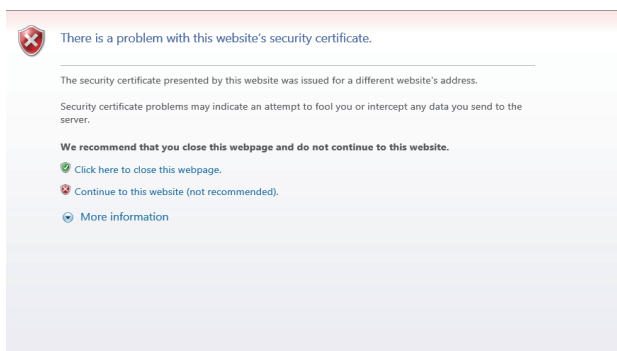 There is a problem with this website's security certificate.
The security certificate presented by this website was issued for a different website's address.
Security certificate problems may indicate an attempt to fool you or intercept any data you send to the
server.
We recommend that you close this webpage and do not continue to this website.
Click here to close this webpage.
Continue to this website (not recommended).
More information